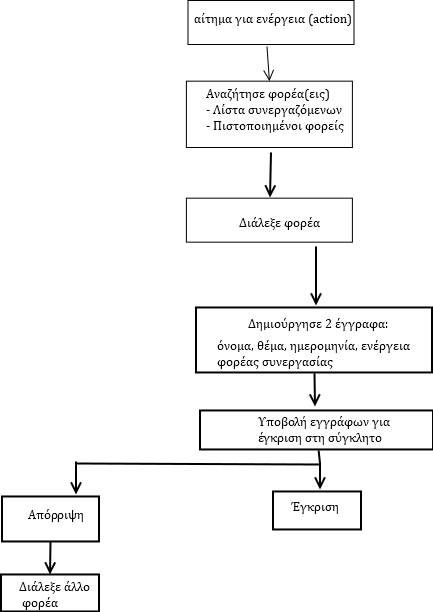 αίτημα για ενέργεια (action)
Αναζήτησε φορέα(εις)
- Λίστα συνεργαζόμενων
- Πιστοποιημένοι φορείς
Διάλεξε φορέα
Δημιούργησε 2 έγγραφα:
όνομα, θέμα, ημερομηνία, ενέργεια
φορέας συνεργασίας
Υποβολή εγγράφων για
έγκριση στη σύγκλητο
Απόρριψη
Έγκριση
Διάλεξε άλλο
φορέα